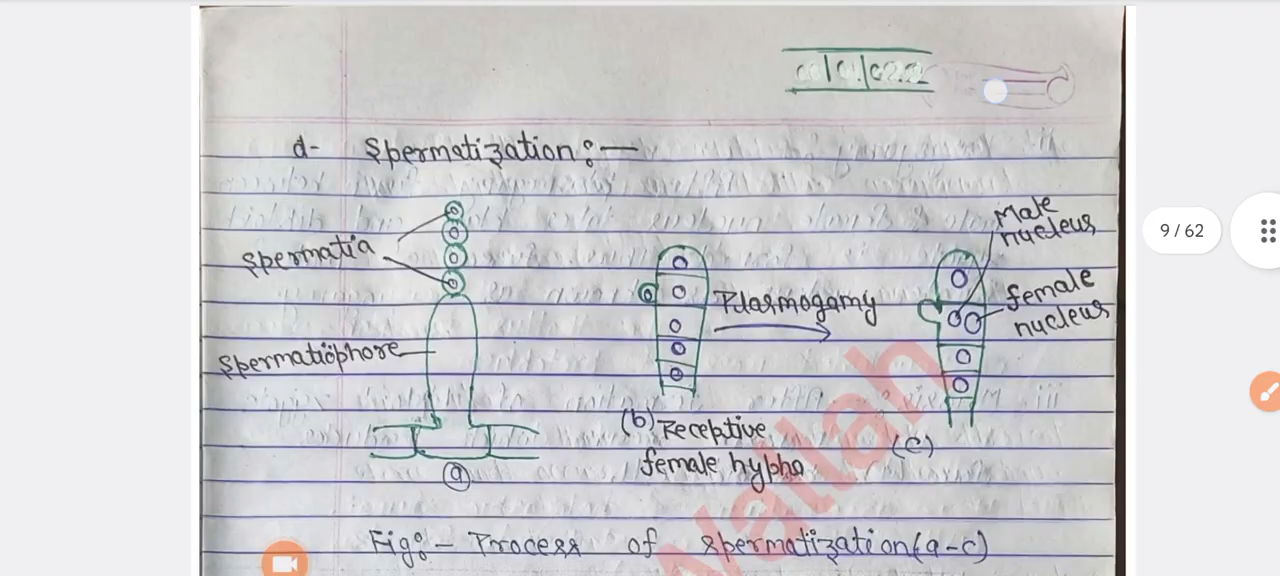 d- Spermatization:—
Spermatia
Spermatiophore
(a)
Plasmogamy
(b) Receptive
female hypha
Male
nucleus
female
nucleus
(c)
Fig:- Process of spermatization(a-c)
9 / 62